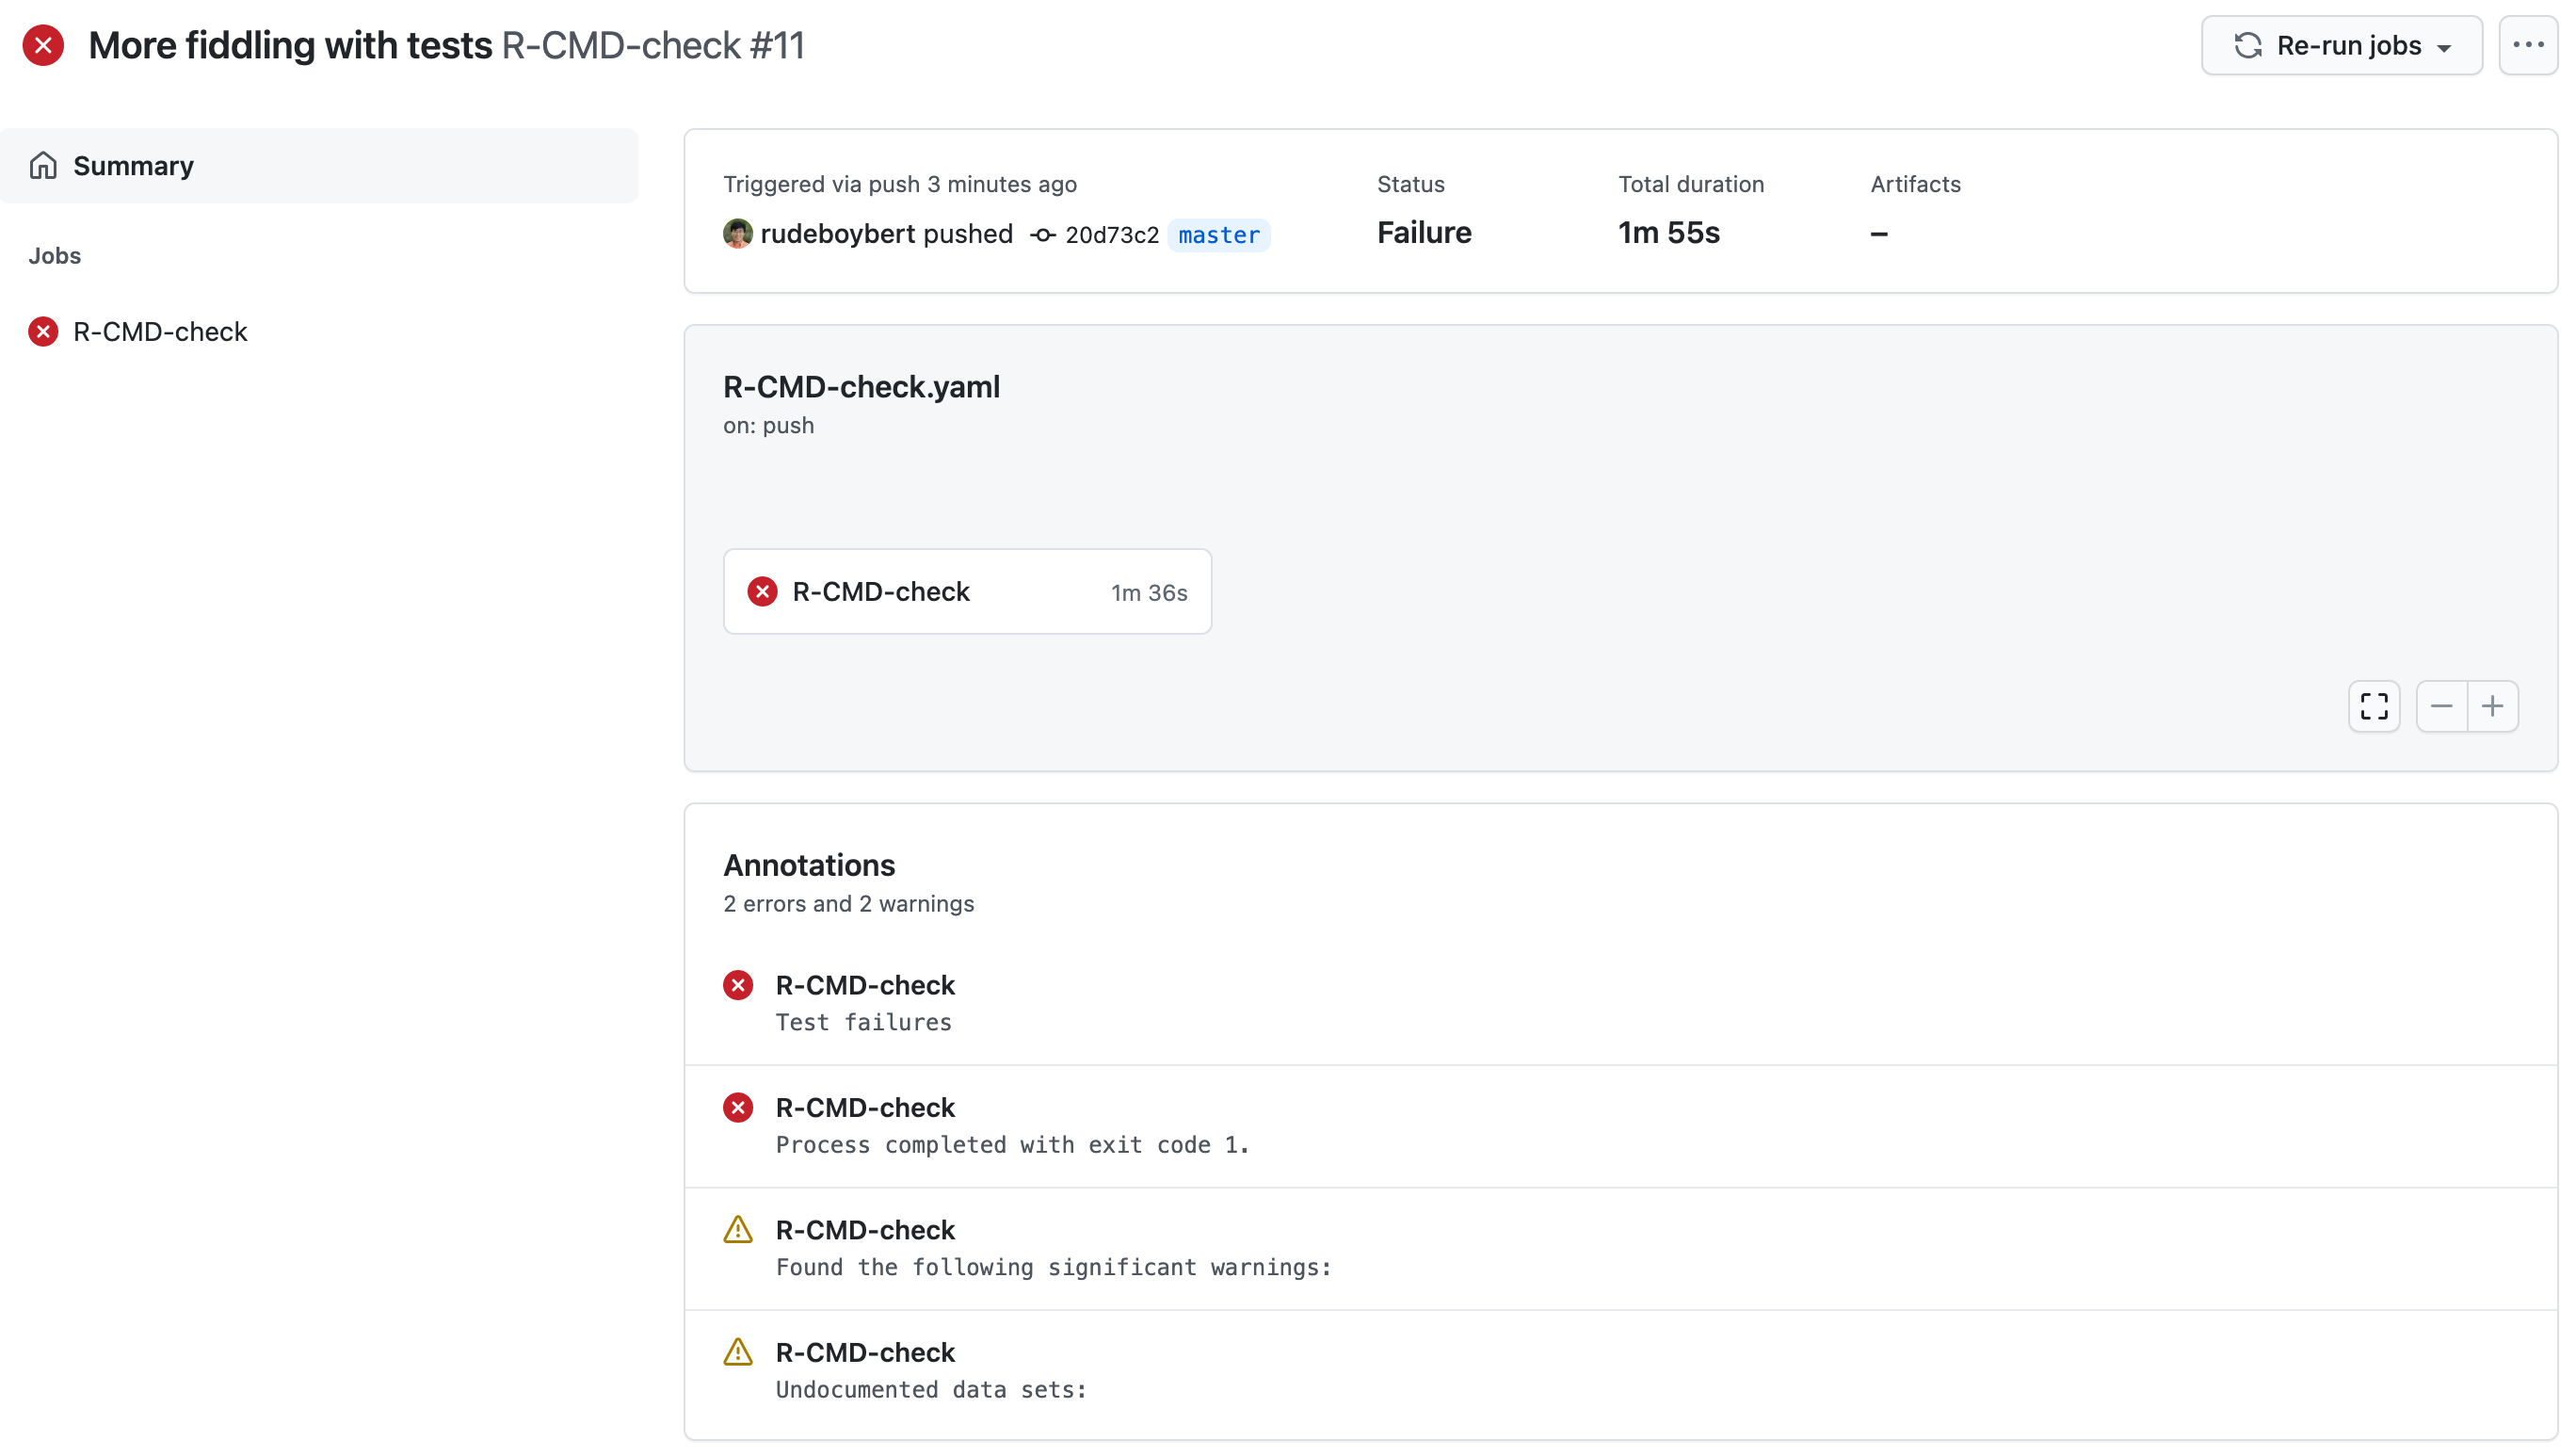 More fiddling with tests R-CMD-check #11
Re-run jobs
Summary
Jobs
R-CMD-check
Triggered via push 3 minutes ago
rudeboybert pushed 20d73c2 master
Status
Failure
Total duration
1m 55s
Artifacts
–
R-CMD-check.yaml
on: push
R-CMD-check 1m 36s
Annotations
2 errors and 2 warnings
R-CMD-check
Test failures
R-CMD-check
Process completed with exit code 1.
R-CMD-check
Found the following significant warnings:
R-CMD-check
Undocumented data sets: